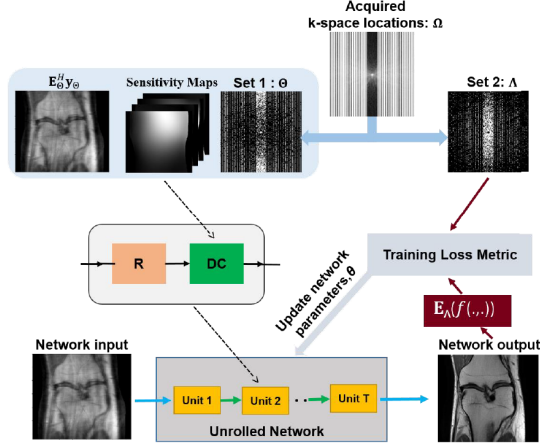 Acquired
k-space locations: Ω
E_Θ^H y_Θ
Sensitivity Maps
Set 1 : Θ
Set 2: Λ
R
DC
Training Loss Metric
Update network
parameters,θ
E_Λ(f(.,.))
Network input
Network output
Unit 1
Unit 2
..
Unit T
Unrolled Network